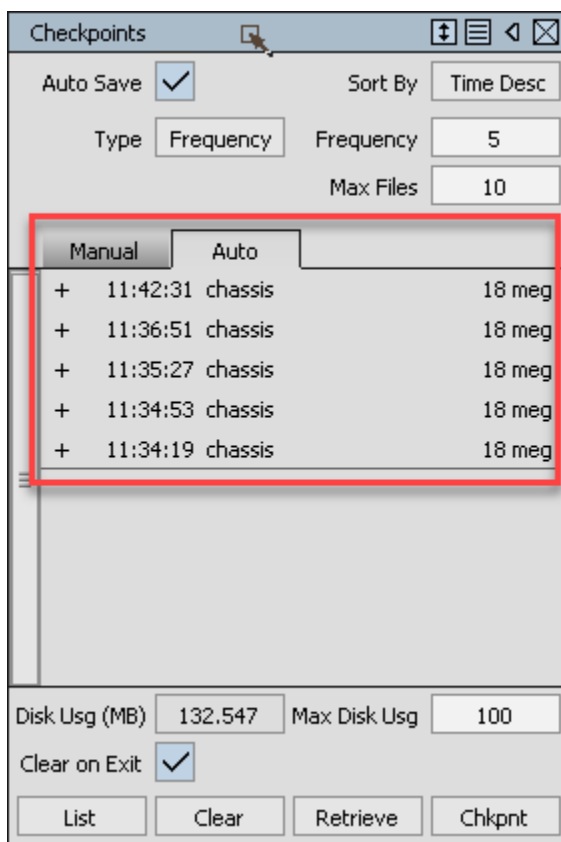 Checkpoints
Auto Save Sort By Time Desc
Type Frequency Frequency 5
Max Files 10
Manual Auto
+ 11:42:31 chassis 18 meg
+ 11:36:51 chassis 18 meg
+ 11:35:27 chassis 18 meg
+ 11:34:53 chassis 18 meg
+ 11:34:19 chassis 18 meg
Disk Usg (MB) 132.547 Max Disk Usg 100
Clear on Exit
List Clear Retrieve Chkpnt